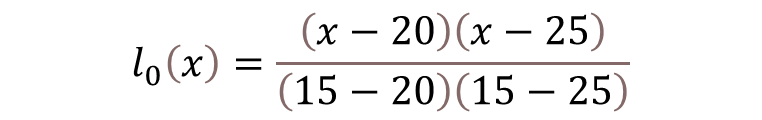 l₀(x) = (x − 20)(x − 25) / (15 − 20)(15 − 25)